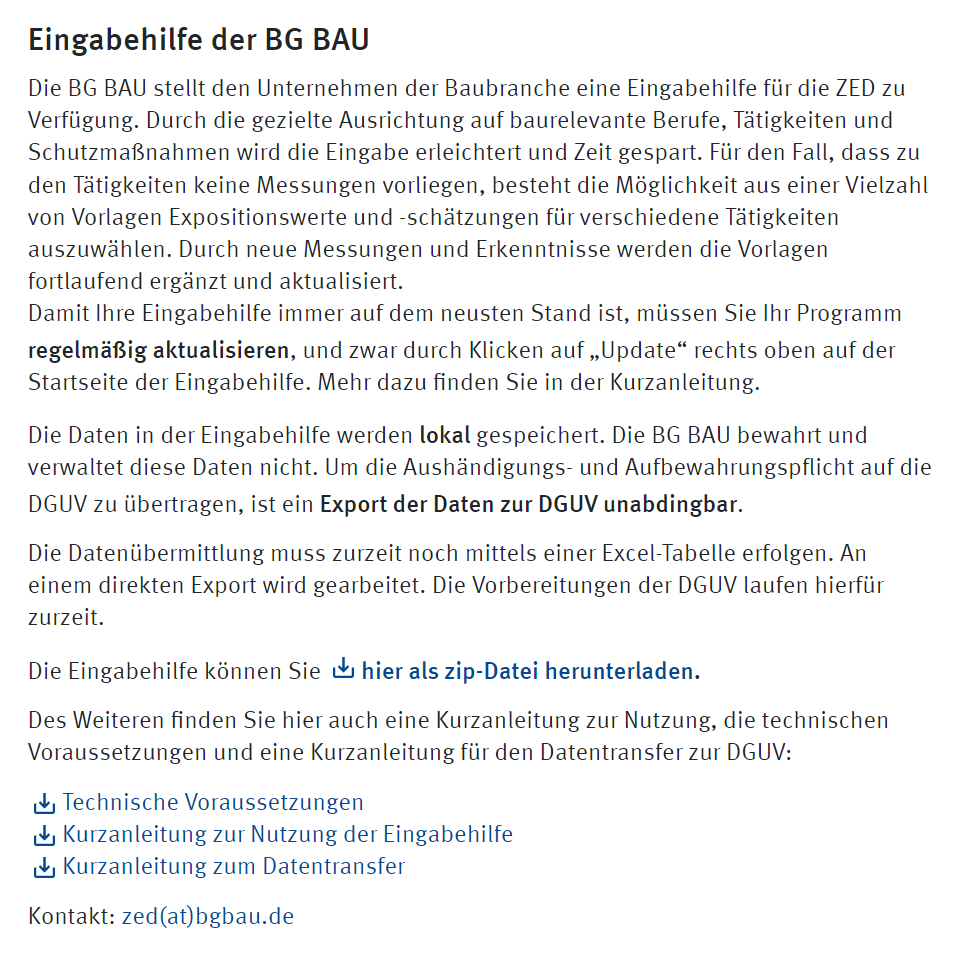 Eingabehilfe der BG BAU
Die BG BAU stellt den Unternehmen der Baubranche eine Eingabehilfe für die ZED zu
Verfügung. Durch die gezielte Ausrichtung auf baurelevante Berufe, Tätigkeiten und
Schutzmaßnahmen wird die Eingabe erleichtert und Zeit gespart. Für den Fall, dass zu
den Tätigkeiten keine Messungen vorliegen, besteht die Möglichkeit aus einer Vielzahl
von Vorlagen Expositionswerte und -schätzungen für verschiedene Tätigkeiten
auszuwählen. Durch neue Messungen und Erkenntnisse werden die Vorlagen
fortlaufend ergänzt und aktualisiert.
Damit Ihre Eingabehilfe immer auf dem neusten Stand ist, müssen Sie Ihr Programm
regelmäßig aktualisieren, und zwar durch Klicken auf „Update“ rechts oben auf der
Startseite der Eingabehilfe. Mehr dazu finden Sie in der Kurzanleitung.
Die Daten in der Eingabehilfe werden lokal gespeichert. Die BG BAU bewahrt und
verwaltet diese Daten nicht. Um die Aushändigungs- und Aufbewahrungspflicht auf die
DGUV zu übertragen, ist ein Export der Daten zur DGUV unabdingbar.
Die Datenübermittlung muss zurzeit noch mittels einer Excel-Tabelle erfolgen. An
einem direkten Export wird gearbeitet. Die Vorbereitungen der DGUV laufen hierfür
zurzeit.
Die Eingabehilfe können Sie hier als zip-Datei herunterladen.
Des Weiteren finden Sie hier auch eine Kurzanleitung zur Nutzung, die technischen
Voraussetzungen und eine Kurzanleitung für den Datentransfer zur DGUV:
Technische Voraussetzungen
Kurzanleitung zur Nutzung der Eingabehilfe
Kurzanleitung zum Datentransfer
Kontakt: zed(at)bgbau.de